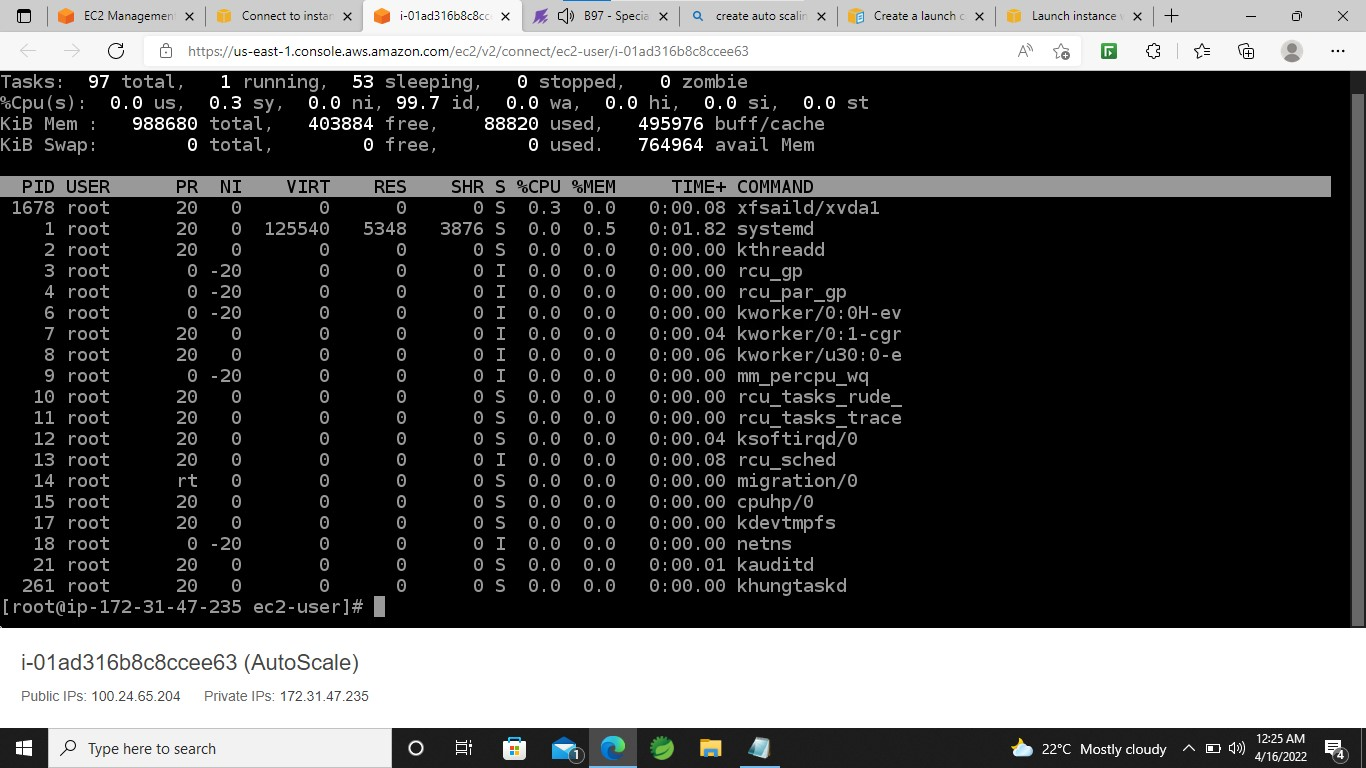 EC2 Management
Connect to instan
i-01ad316b8c8cc
B97 - Specia
create auto scalin
Create a launch c
Launch instance
https://us-east-1.console.aws.amazon.com/ec2/v2/connect/ec2-user/i-01ad316b8c8ccee63
Tasks: 97 total, 1 running, 53 sleeping, 0 stopped, 0 zombie
%Cpu(s): 0.0 us, 0.3 sy, 0.0 ni, 99.7 id, 0.0 wa, 0.0 hi, 0.0 si, 0.0 st
KiB Mem : 988680 total, 403884 free, 88820 used, 495976 buff/cache
KiB Swap: 0 total, 0 free, 0 used. 764964 avail Mem
PID USER PR NI VIRT RES SHR S %CPU %MEM TIME+ COMMAND
1678 root 20 0 0 0 0 S 0.3 0.0 0:00.08 xfsaild/xvda1
1 root 20 0 125540 5348 3876 S 0.0 0.5 0:01.82 systemd
2 root 20 0 0 0 0 S 0.0 0.0 0:00.00 kthreadd
3 root 0 -20 0 0 0 I 0.0 0.0 0:00.00 rcu_gp
4 root 0 -20 0 0 0 I 0.0 0.0 0:00.00 rcu_par_gp
6 root 0 -20 0 0 0 I 0.0 0.0 0:00.00 kworker/0:0H-ev
7 root 20 0 0 0 0 I 0.0 0.0 0:00.04 kworker/0:1-cgr
8 root 20 0 0 0 0 I 0.0 0.0 0:00.06 kworker/u30:0-e
9 root 0 -20 0 0 0 I 0.0 0.0 0:00.00 mm_percpu_wq
10 root 20 0 0 0 0 S 0.0 0.0 0:00.00 rcu_tasks_rude_
11 root 20 0 0 0 0 S 0.0 0.0 0:00.00 rcu_tasks_trace
12 root 20 0 0 0 0 S 0.0 0.0 0:00.04 ksoftirqd/0
13 root 20 0 0 0 0 I 0.0 0.0 0:00.08 rcu_sched
14 root rt 0 0 0 0 S 0.0 0.0 0:00.00 migration/0
15 root 20 0 0 0 0 S 0.0 0.0 0:00.00 cpuhp/0
17 root 20 0 0 0 0 S 0.0 0.0 0:00.00 kdevtmpfs
18 root 0 -20 0 0 0 I 0.0 0.0 0:00.00 netns
21 root 20 0 0 0 0 S 0.0 0.0 0:00.01 kauditd
261 root 20 0 0 0 0 S 0.0 0.0 0:00.00 khungtaskd
[root@ip-172-31-47-235 ec2-user]#
i-01ad316b8c8ccee63 (AutoScale)
Public IPs: 100.24.65.204 Private IPs: 172.31.47.235
Type here to search
1
22°C Mostly cloudy
12:25 AM
4/16/2022
4